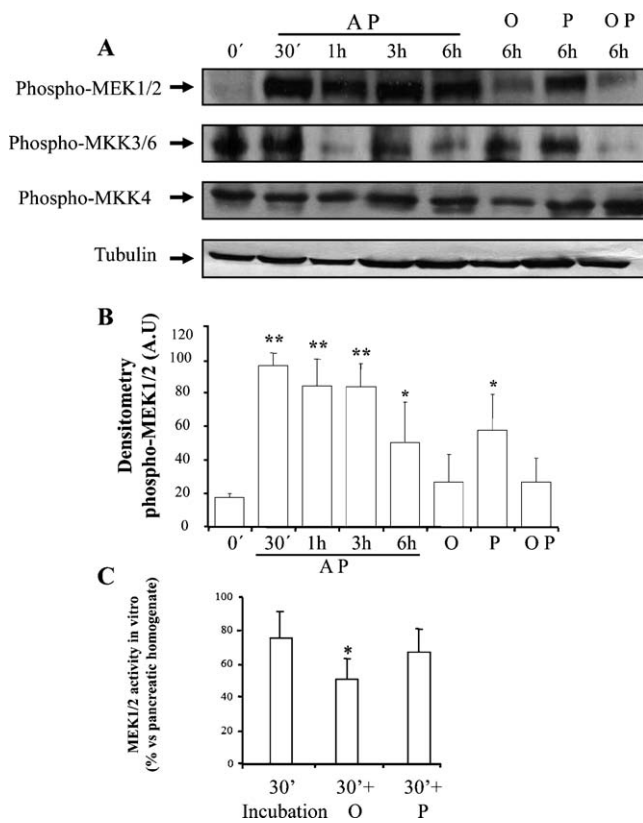 A P O P O P
A 0´ 30´ 1h 3h 6h 6h 6h 6h
Phospho-MEK1/2
Phospho-MKK3/6
Phospho-MKK4
Tubulin
B
Densitometry
phospho-MEK1/2 (A.U)
120
100
80
60
40
20
0
** ** ** * *
0´ 30´ 1h 3h 6h O P O P
A P
C
MEK1/2 activity in vitro
(% vs pancreatic homogenate)
100
80
60
40
20
0
*
30’ 30’+ 30’+
Incubation O P